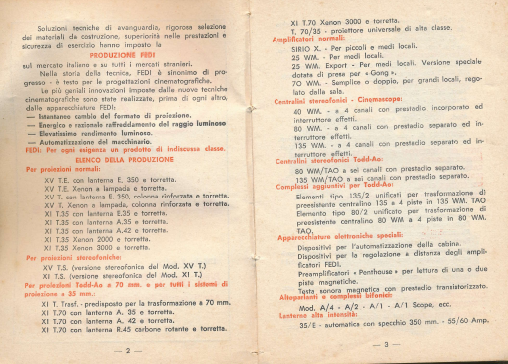 Soluzioni tecniche di avanguardia, rigorosa selezione
dei materiali da costruzione, superiorità nelle prestazioni e
sicurezza di esercizio hanno imposto la
PRODUZIONE FEDI
sul mercato italiano e su tutti i mercati stranieri.
Nella storia della tecnica, FEDI è sinonimo di pro-
gresso - è testo per le progettazioni cinematografiche.
Le più geniali innovazioni imposte dalle nuove tecniche
cinematografiche sono state realizzate, prima di ogni altro,
dalle apparecchiature FEDI:
— Istantaneo cambio del formato di proiezione.
— Energico e razionale raffreddamento del raggio luminoso
— Elevatissimo rendimento luminoso.
— Automatizzazione del macchinario.
FEDI: Per ogni esigenza un prodotto di indiscussa classe.
ELENCO DELLA PRODUZIONE
Per proiezioni normali:
XV T.E. con lanterna E. 350 e torretta.
XV T.E. Xenon a lampada e torretta.
XV T. con lanterna E. 350, colonna rinforzata e torretta.
XV T. Xenon a lampada, colonna rinforzata e torretta.
XI T.35 con lanterna E.35 e torretta.
XI T.35 con lanterna A.35 e torretta.
XI T.35 con lanterna A.42 e torretta.
XI T.35 Xenon 2000 e torretta.
XI T.35 Xenon 3000 e torretta.
Per proiezioni stereofoniche:
XV T.S. (versione stereofonica del Mod. XV T.)
XI T.S. (versione stereofonica del Mod. XI T.)
Per proiezioni Todd-Ao a 70 mm. e per tutti i sistemi di
proiezione a 35 mm.:
XI T. Trasf. - predisposto per la trasformazione a 70 mm.
XI T.70 con lanterna A. 35 e torretta.
XI T.70 con lanterna A.42 e torretta.
XI T.70 con lanterna R.45 carbone rotante e torretta.
— 2 —
XI T.70 Xenon 3000 e torretta.
T. 70/35 - proiettore universale di alta classe.
Amplificatori normali:
SIRIO X. - Per piccoli e medi locali.
25 WM. - Per medi locali.
25 WM. Export - Per medi locali. Versione speciale
dotata di presa per «Gong».
70 WM. - Semplice o doppio, per grandi locali, rego-
lato dalla sala.
Centralini stereofonici - Cinemascope:
40 WM. - a 4 canali con prestadio incorporato ed
interruttore effetti.
80 WM. - a 4 canali con prestadio separato ed in-
terruttore effetti.
135 WM. - a 4 canali con prestadio separato ed in-
terruttore effetti.
Centralini stereofonici Todd-Ao:
80 WM/TAO a sei canali con prestadio separato.
135 WM/TAO a sei canali con prestadio separato.
Complessi aggiuntivi per Todd-Ao:
Elemento tipo 135/2 unificati per trasformazione di
preesistente centralino 135 a 4 piste in 135 WM. TAO
Elemento tipo 80/2 unificato per trasformazione di
preesistente centralino 80 WM a 4 piste in 80 WM.
TAO.
Apparecchiature elettroniche speciali:
Dispositivi per l'automatizzazione della cabina.
Dispositivi per la regolazione a distanza degli ampli-
ficatori FEDI.
Preamplificatori «Penthouse» per lettura di una o due
piste magnetiche.
Testa sonora magnetica con prestadio transistorizzato.
Altoparlanti e complessi bifonici:
Mod. A/4 - A/2 - A/1 - A/1 Scope, ecc.
Lanterne alta intensità:
35/E - automatica con specchio 350 mm. - 55/60 Amp.
— 3 —